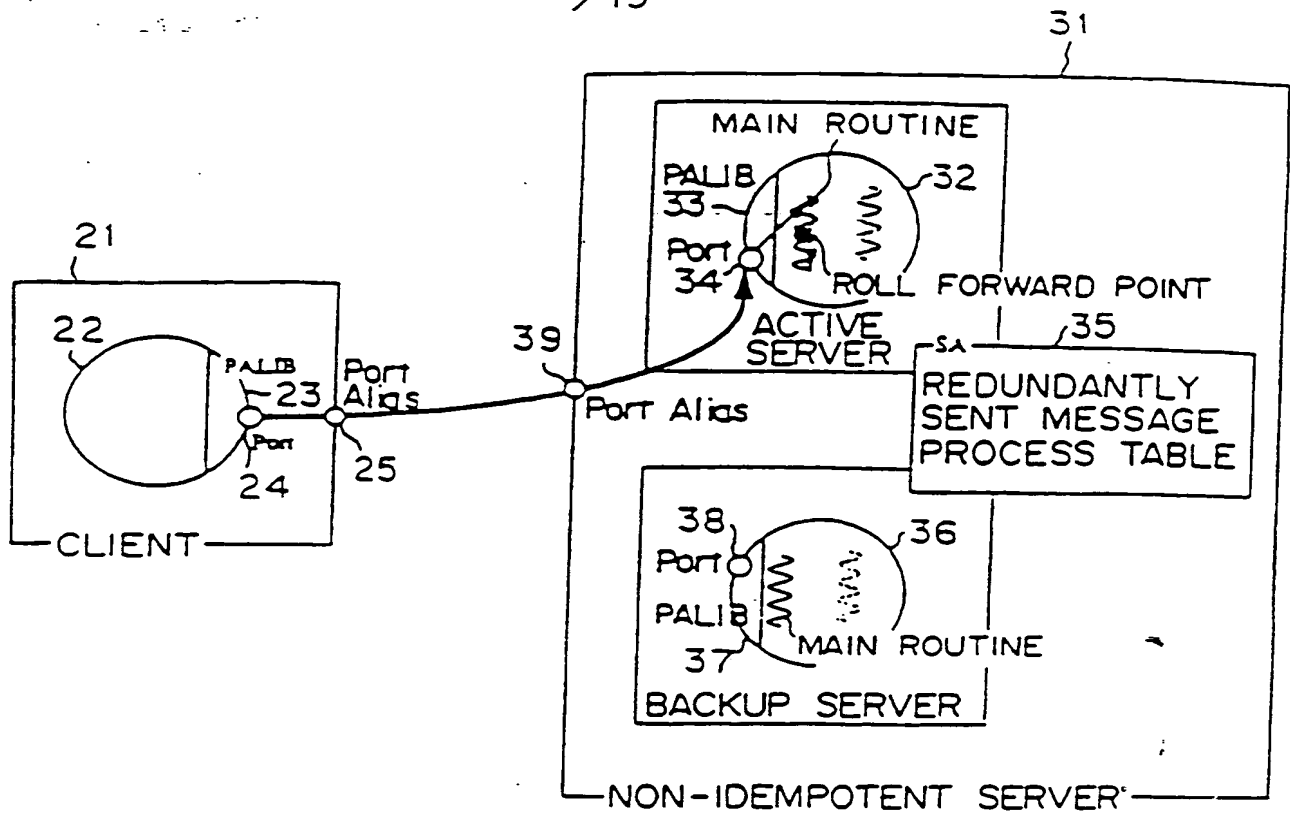 31
MAIN ROUTINE
PALIB
33
32
Port
34
ROLL FORWARD POINT
ACTIVE
SERVER
21
22
PALIB
23
Port
24
Port
Alias
25
CLIENT
39
Port Alias
SA
35
REDUNDANTLY
SENT MESSAGE
PROCESS TABLE
38
36
Port
PALIB
37
MAIN ROUTINE
BACKUP SERVER
NON-IDEMPOTENT SERVER